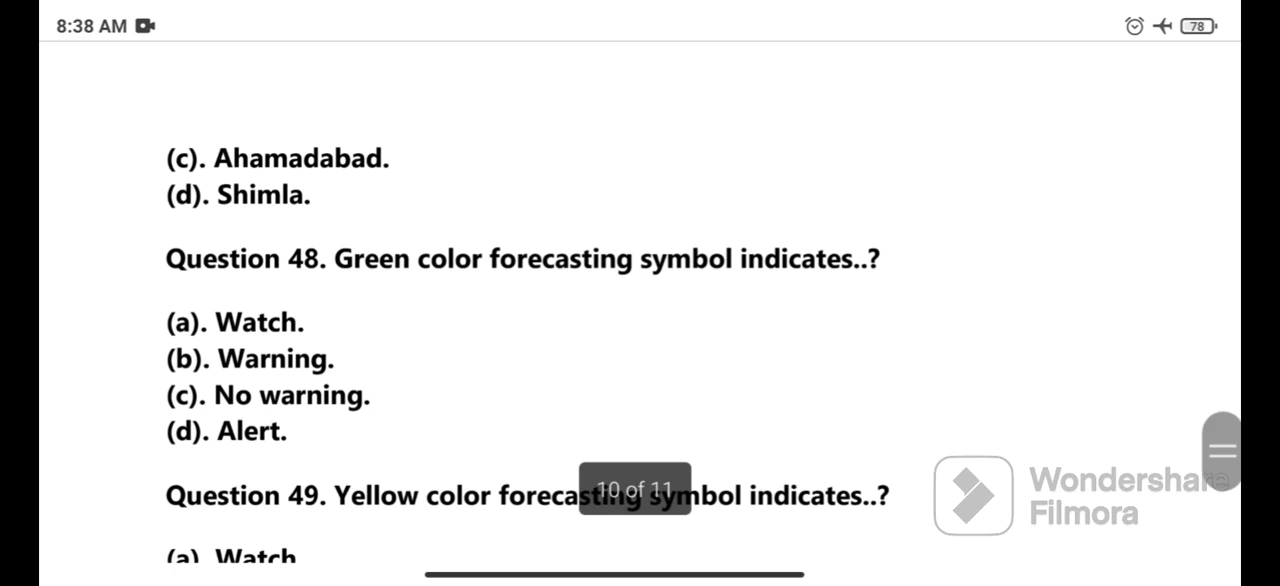 8:38 AM
78
(c). Ahamadabad.
(d). Shimla.
Question 48. Green color forecasting symbol indicates..?
(a). Watch.
(b). Warning.
(c). No warning.
(d). Alert.
Question 49. Yellow color forecasting symbol indicates..?
10 of 11
(a). Watch
Wondershare
Filmora